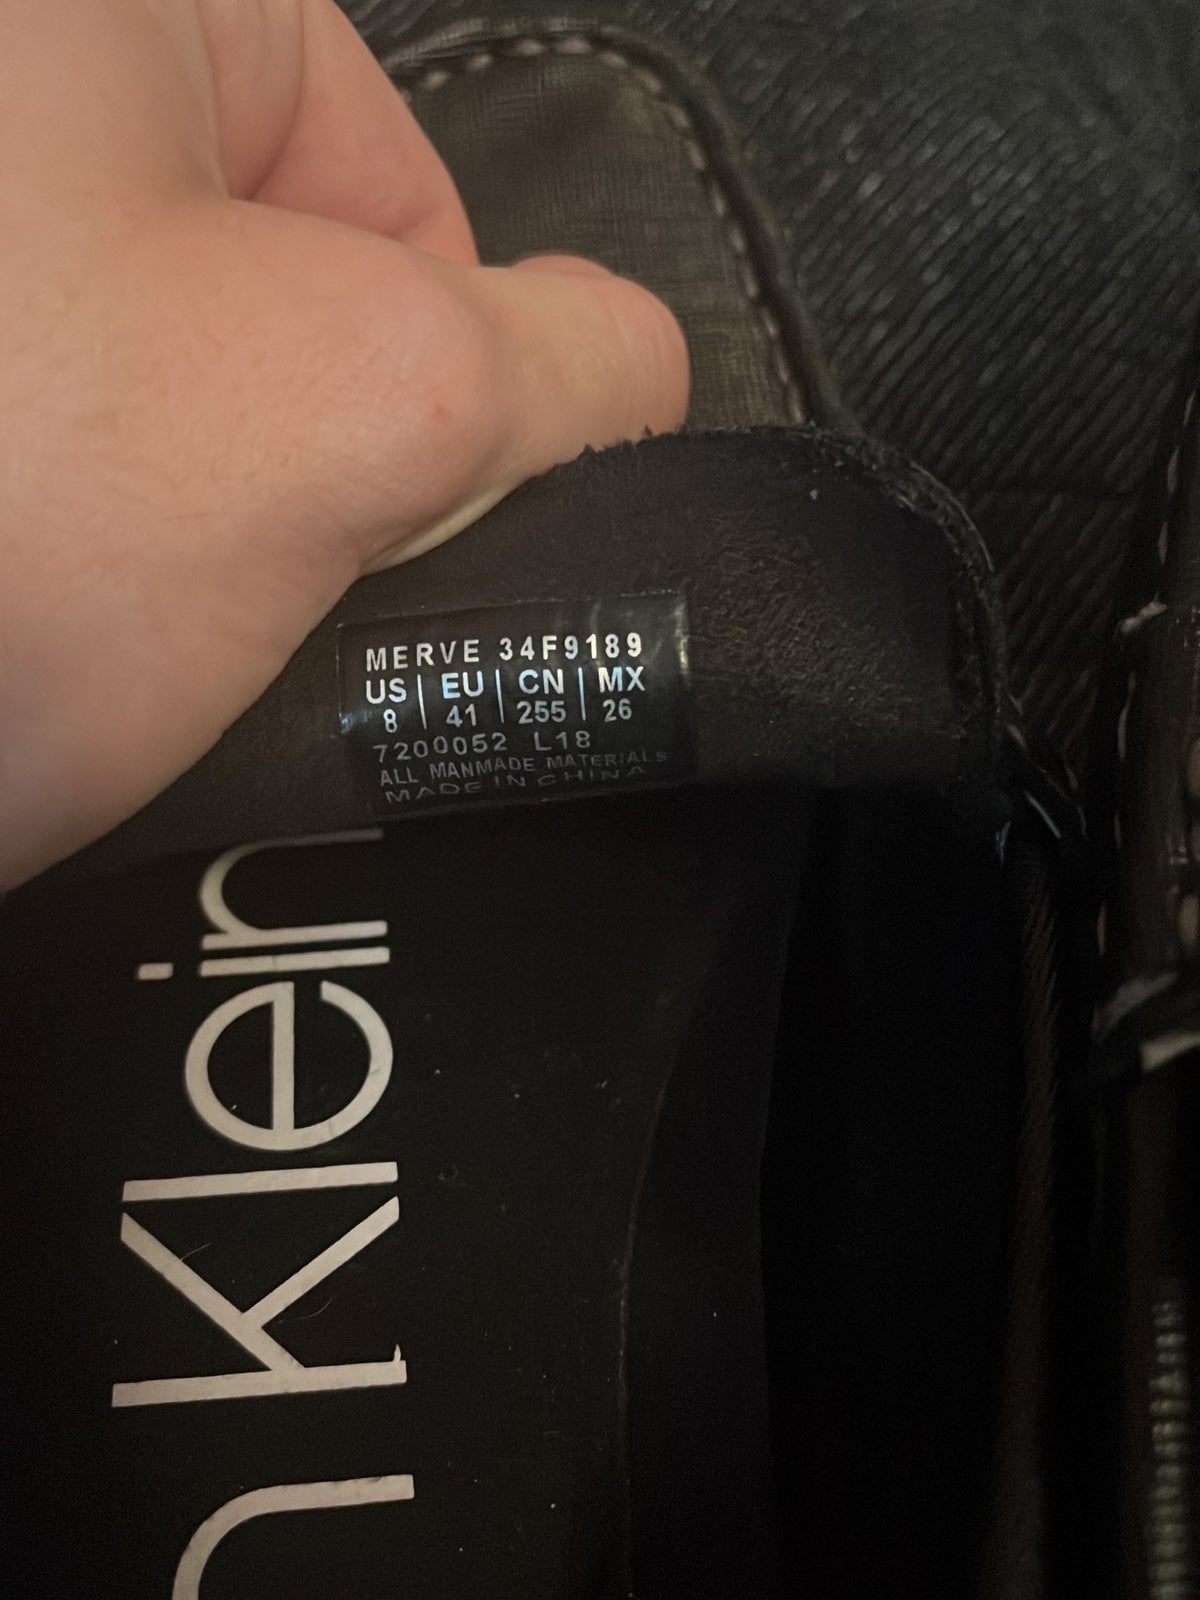 MERVE 34F9189
US | EU | CN | MX
8 | 41 | 255 | 26
7200052 L18
ALL MANMADE MATERIALS
MADE IN CHINA
n klein